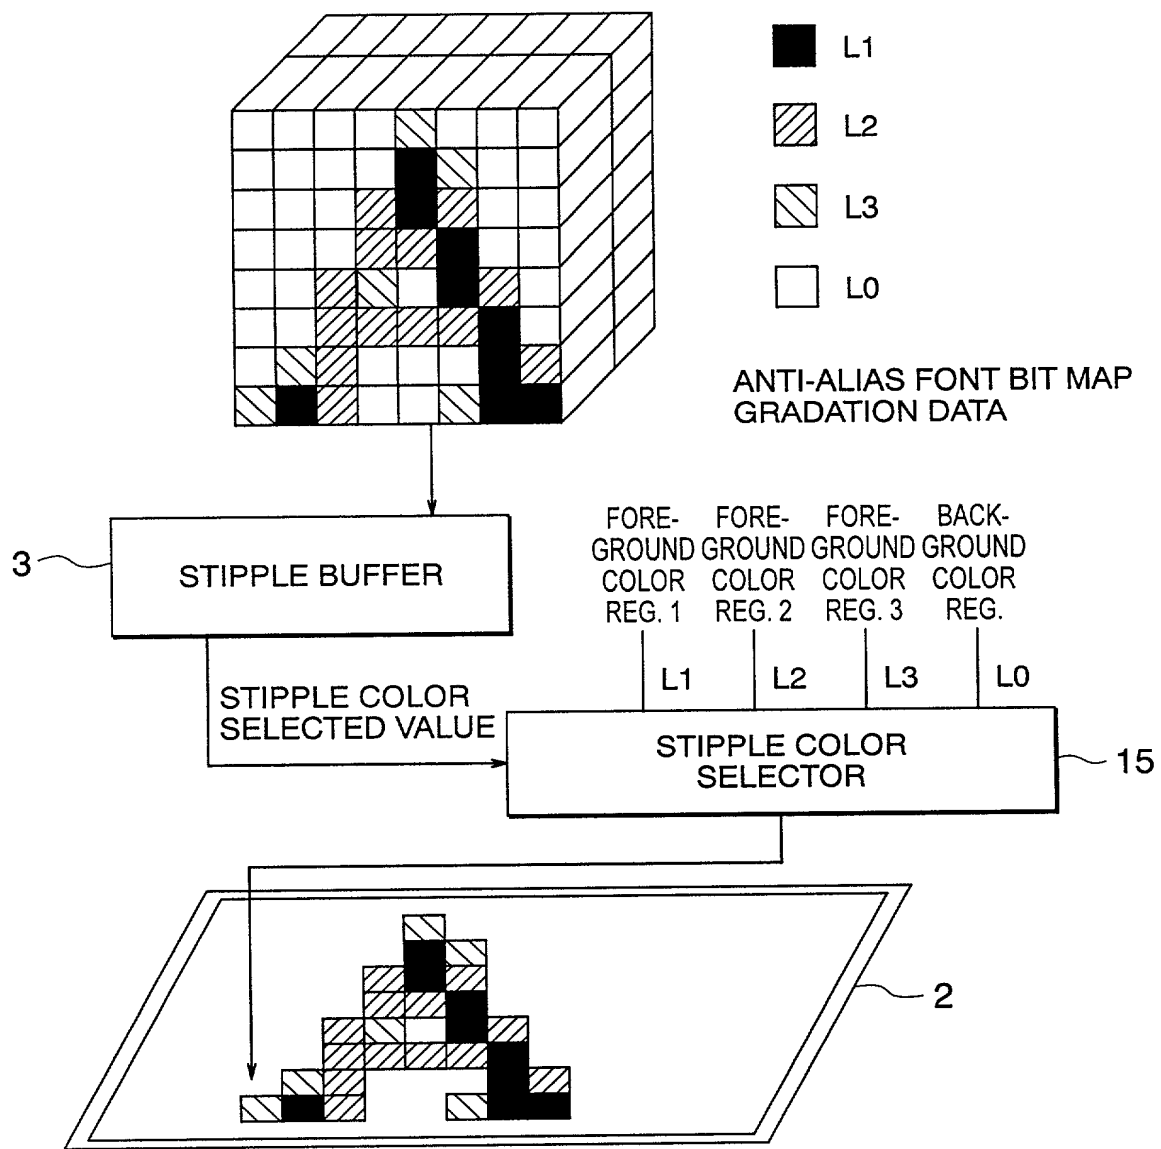 L1
L2
L3
L0
ANTI-ALIAS FONT BIT MAP
GRADATION DATA
3
STIPPLE BUFFER
FORE-
GROUND
COLOR
REG. 1
FORE-
GROUND
COLOR
REG. 2
FORE-
GROUND
COLOR
REG. 3
BACK-
GROUND
COLOR
REG.
L1
L2
L3
L0
STIPPLE COLOR
SELECTED VALUE
STIPPLE COLOR
SELECTOR
15
2